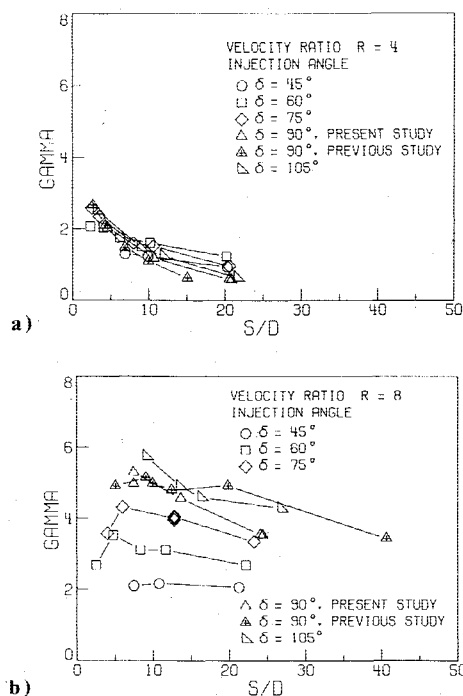 8
6
4
2
0
GAMMA
VELOCITY RATIO R = 4
INJECTION ANGLE
δ = 45°
δ = 60°
δ = 75°
δ = 90°, PRESENT STUDY
δ = 90°, PREVIOUS STUDY
δ = 105°
0 10 20 30 40 50
S/D
a)
8
6
4
2
0
GAMMA
VELOCITY RATIO R = 8
INJECTION ANGLE
δ = 45°
δ = 60°
δ = 75°
δ = 90°, PRESENT STUDY
δ = 90°, PREVIOUS STUDY
δ = 105°
0 10 20 30 40 50
S/D
b)